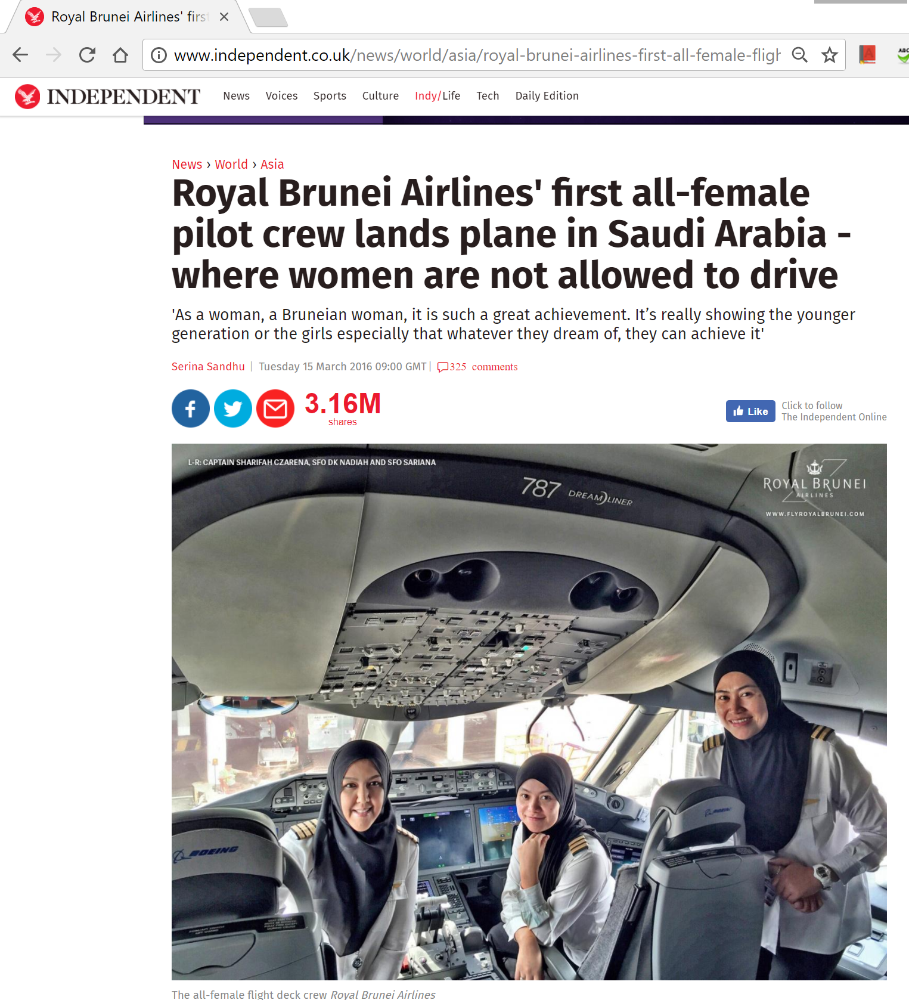 Royal Brunei Airlines' first
www.independent.co.uk/news/world/asia/royal-brunei-airlines-first-all-female-fligh
INDEPENDENT News Voices Sports Culture Indy/Life Tech Daily Edition
News › World › Asia
Royal Brunei Airlines' first all-female
pilot crew lands plane in Saudi Arabia -
where women are not allowed to drive
'As a woman, a Bruneian woman, it is such a great achievement. It’s really showing the younger
generation or the girls especially that whatever they dream of, they can achieve it'
Serina Sandhu | Tuesday 15 March 2016 09:00 GMT | 325 comments
3.16M
shares
Like
Click to follow
The Independent Online
L-R: CAPTAIN SHARIFAH CZARENA, SFO DK NADIAH AND SFO SARIANA
787 DREAMLINER
ROYAL BRUNEI
AIRLINES
WWW.FLYROYALBRUNEI.COM
BOEING
BOEING
The all-female flight deck crew Royal Brunei Airlines